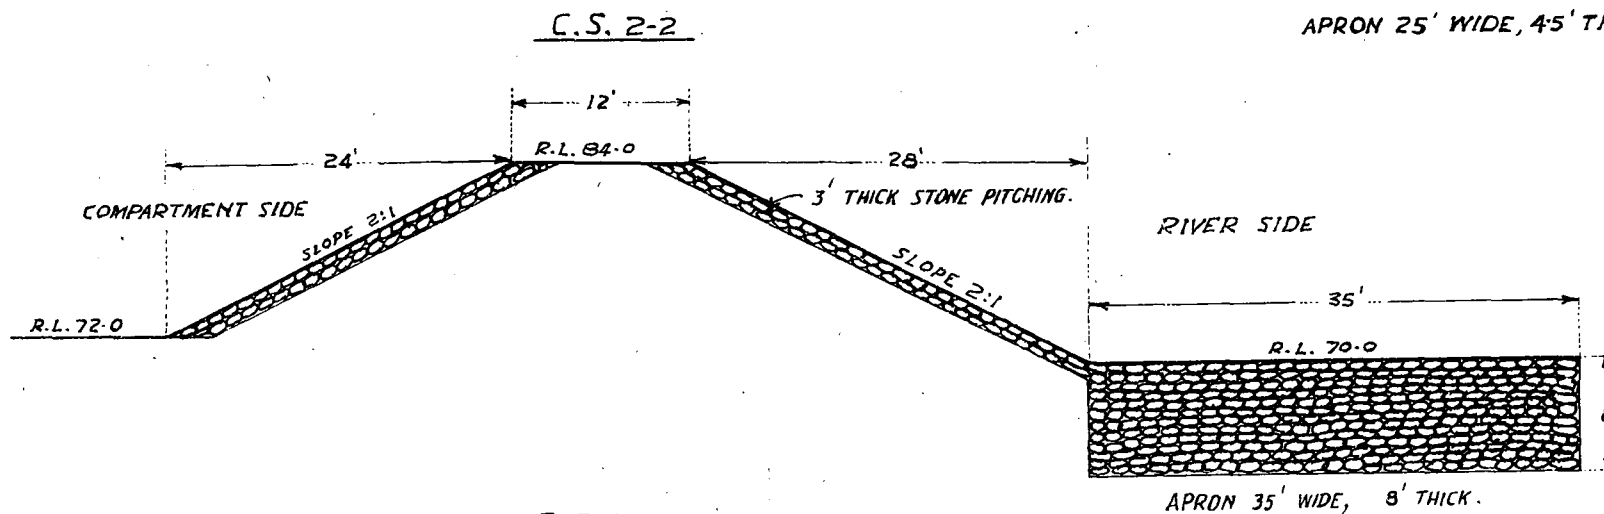 C.S. 2-2
APRON 25' WIDE, 4.5'
12'
24'
R.L. 84.0
28'
3' THICK STONE PITCHING.
COMPARTMENT SIDE
SLOPE 2:1
RIVER SIDE
SLOPE 2:1
35'
R.L. 72.0
R.L. 70.0
APRON 35' WIDE, 8' THICK.